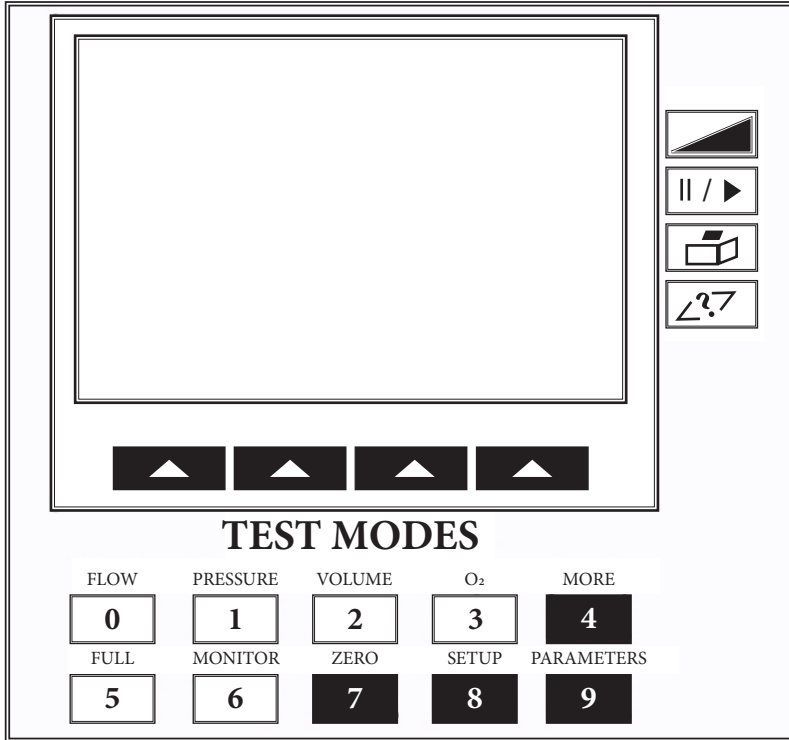 II / ▶
?
TEST MODES
FLOW PRESSURE VOLUME O₂ MORE
0 1 2 3 4
FULL MONITOR ZERO SETUP PARAMETERS
5 6 7 8 9